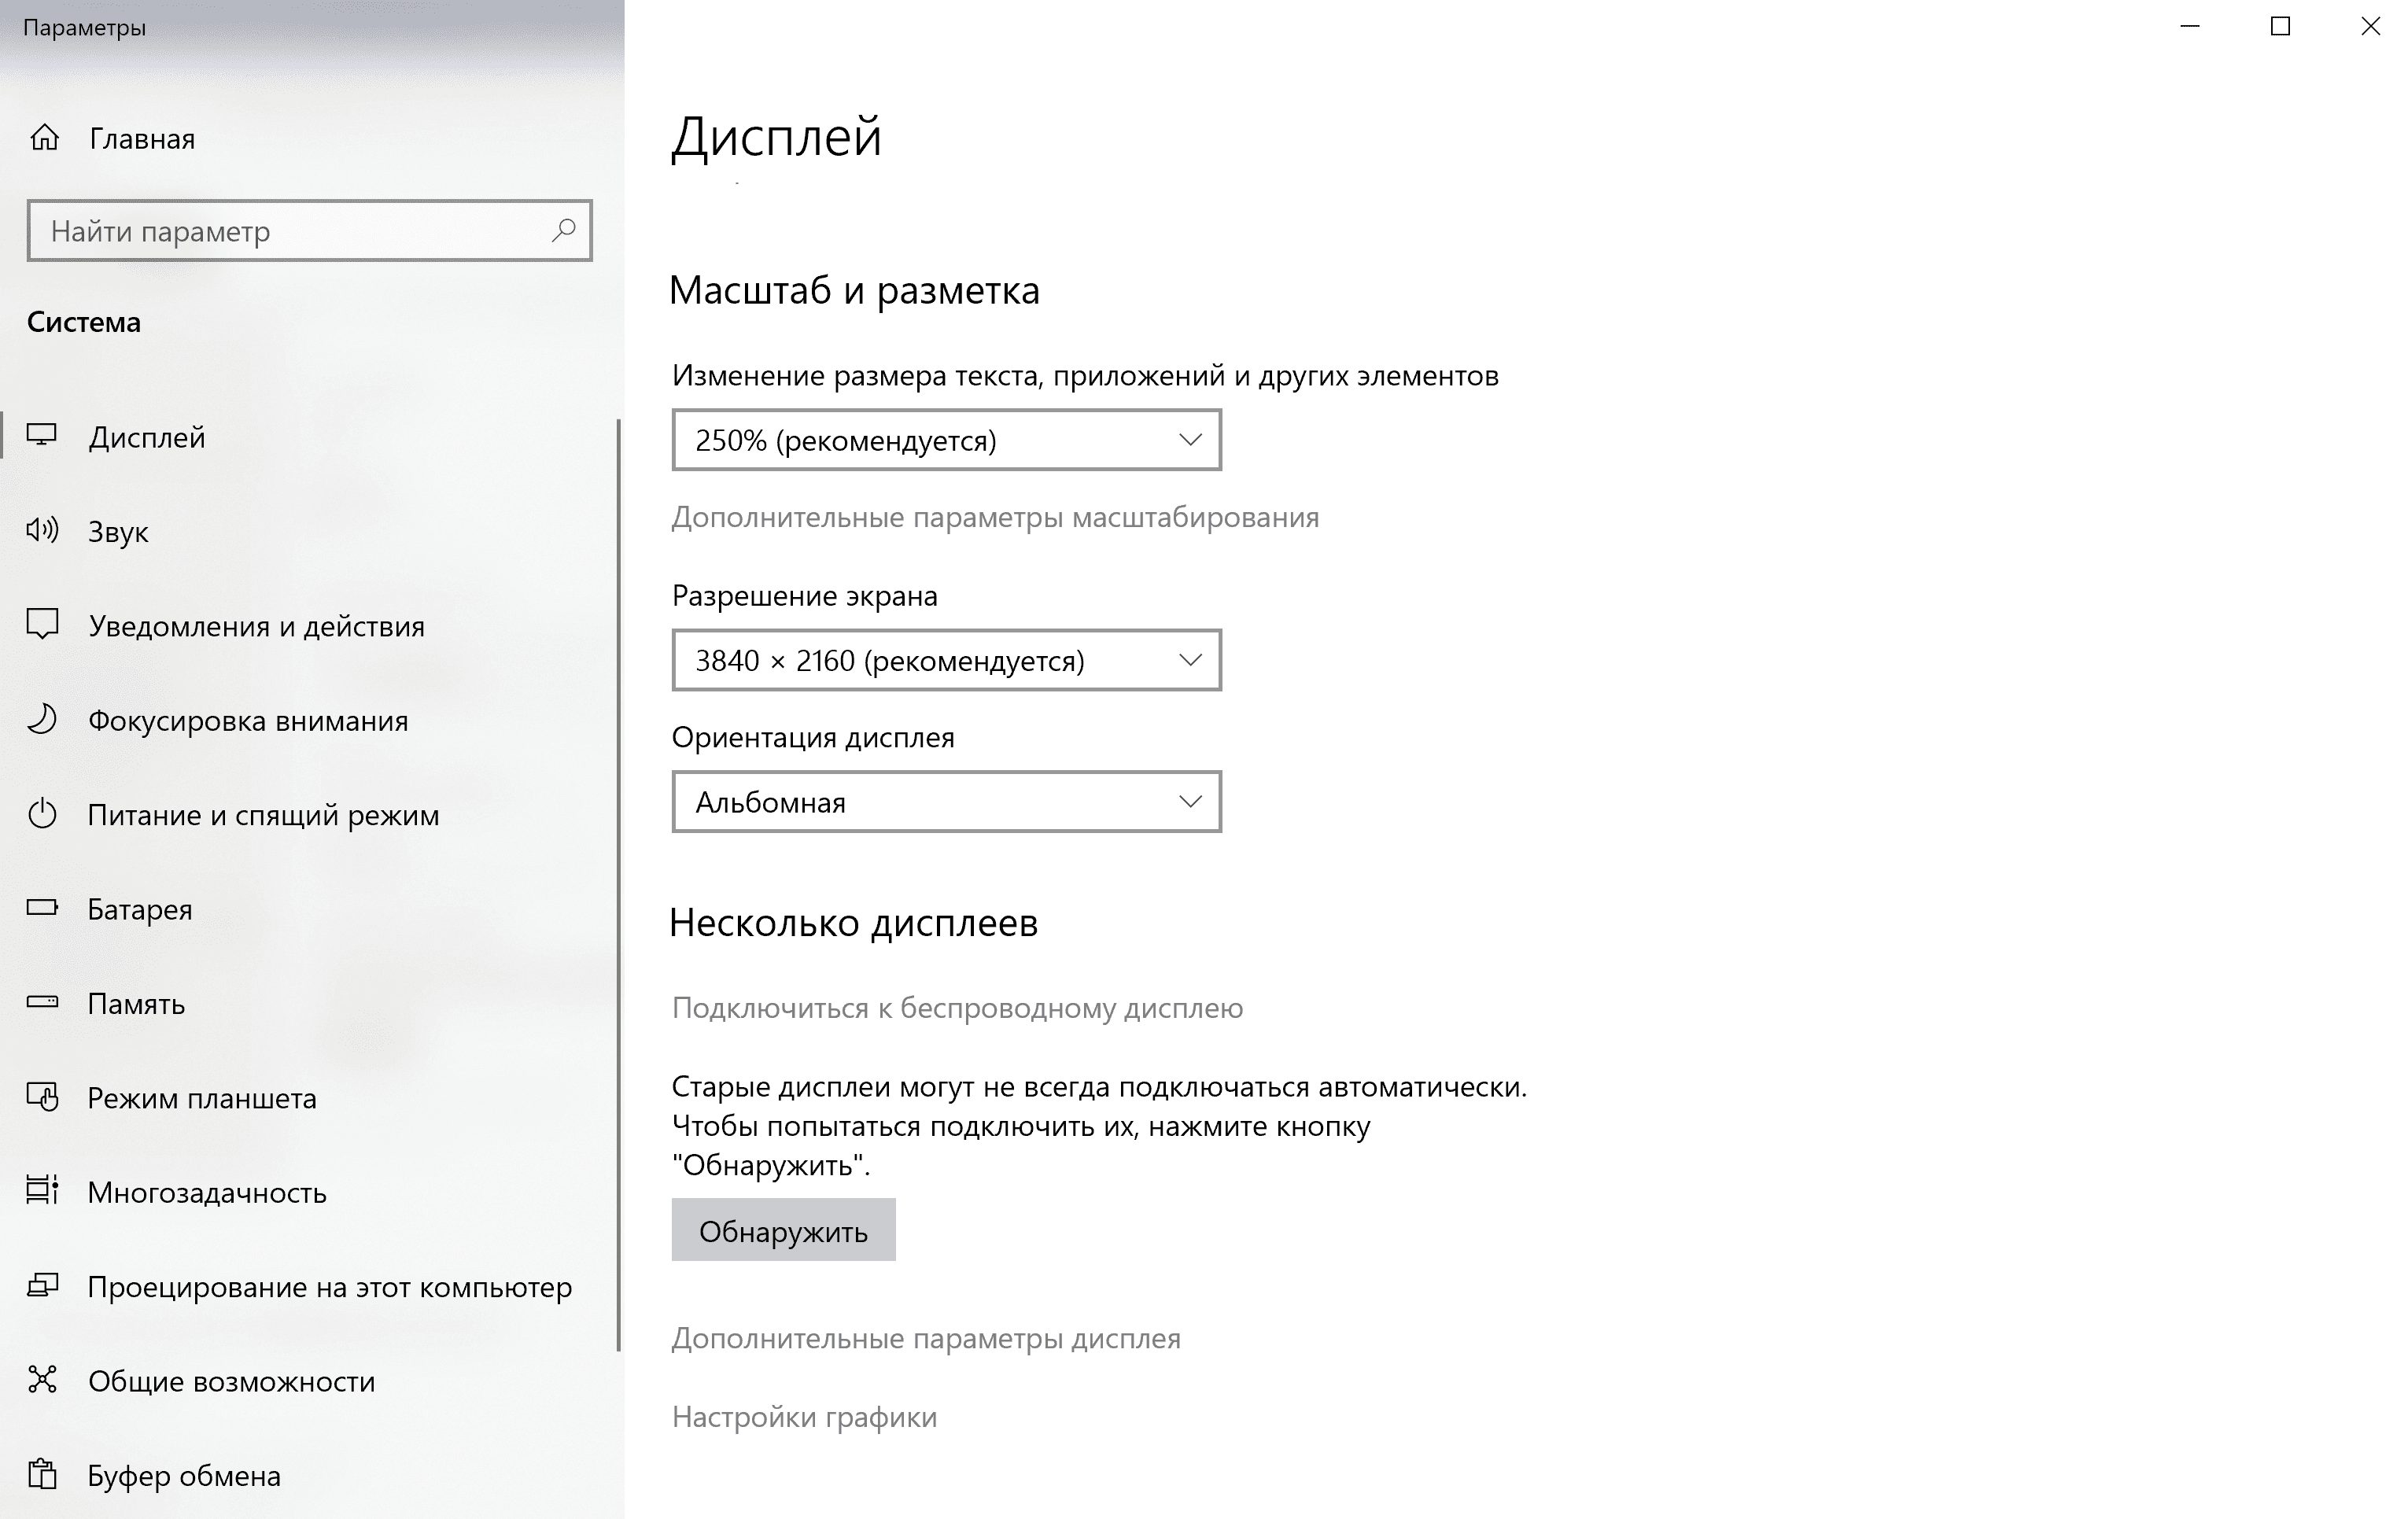 Параметры
Главная
Найти параметр
Система
Дисплей
Звук
Уведомления и действия
Фокусировка внимания
Питание и спящий режим
Батарея
Память
Режим планшета
Многозадачность
Проецирование на этот компьютер
Общие возможности
Буфер обмена
Дисплей
Масштаб и разметка
Изменение размера текста, приложений и других элементов
250% (рекомендуется)
Дополнительные параметры масштабирования
Разрешение экрана
3840 × 2160 (рекомендуется)
Ориентация дисплея
Альбомная
Несколько дисплеев
Подключиться к беспроводному дисплею
Старые дисплеи могут не всегда подключаться автоматически.
Чтобы попытаться подключить их, нажмите кнопку
"Обнаружить".
Обнаружить
Дополнительные параметры дисплея
Настройки графики